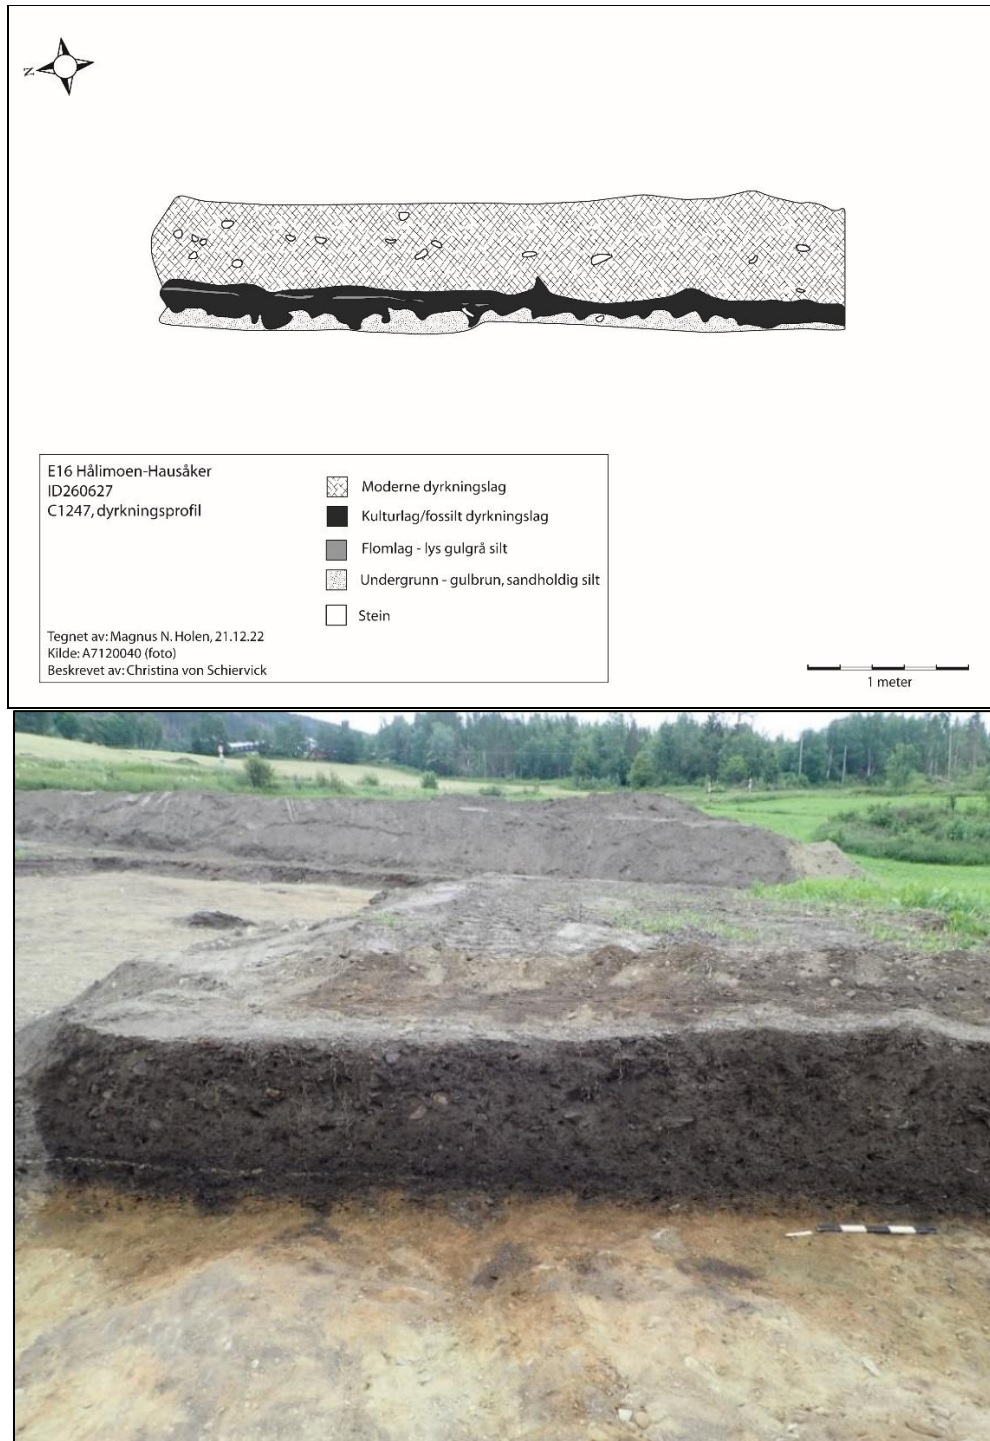 N
E16 Hålimoen-Hausåker
ID260627
C1247, dyrkningsprofil
Moderne dyrkningslag
Kulturlag/fossilt dyrkningslag
Flomlag - lys gulgrå silt
Undergrunn - gulbrun, sandholdig silt
Stein
Tegnet av: Magnus N. Holen, 21.12.22
Kilde: A7120040 (foto)
Beskrevet av: Christina von Schiervick
1 meter